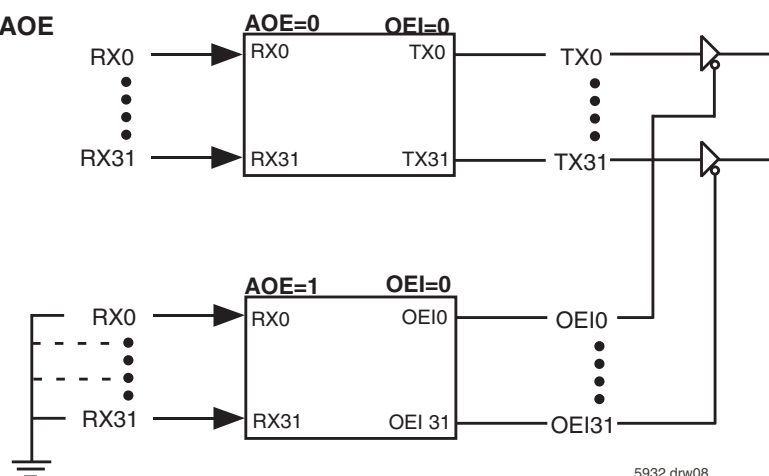 AOE
AOE=0 OEI=0
RX0 RX0 TX0 TX0
RX31 RX31 TX31 TX31
AOE=1 OEI=0
RX0 RX0 OEI0 OEI0
RX31 RX31 OEI 31 OEI31
5932 drw08